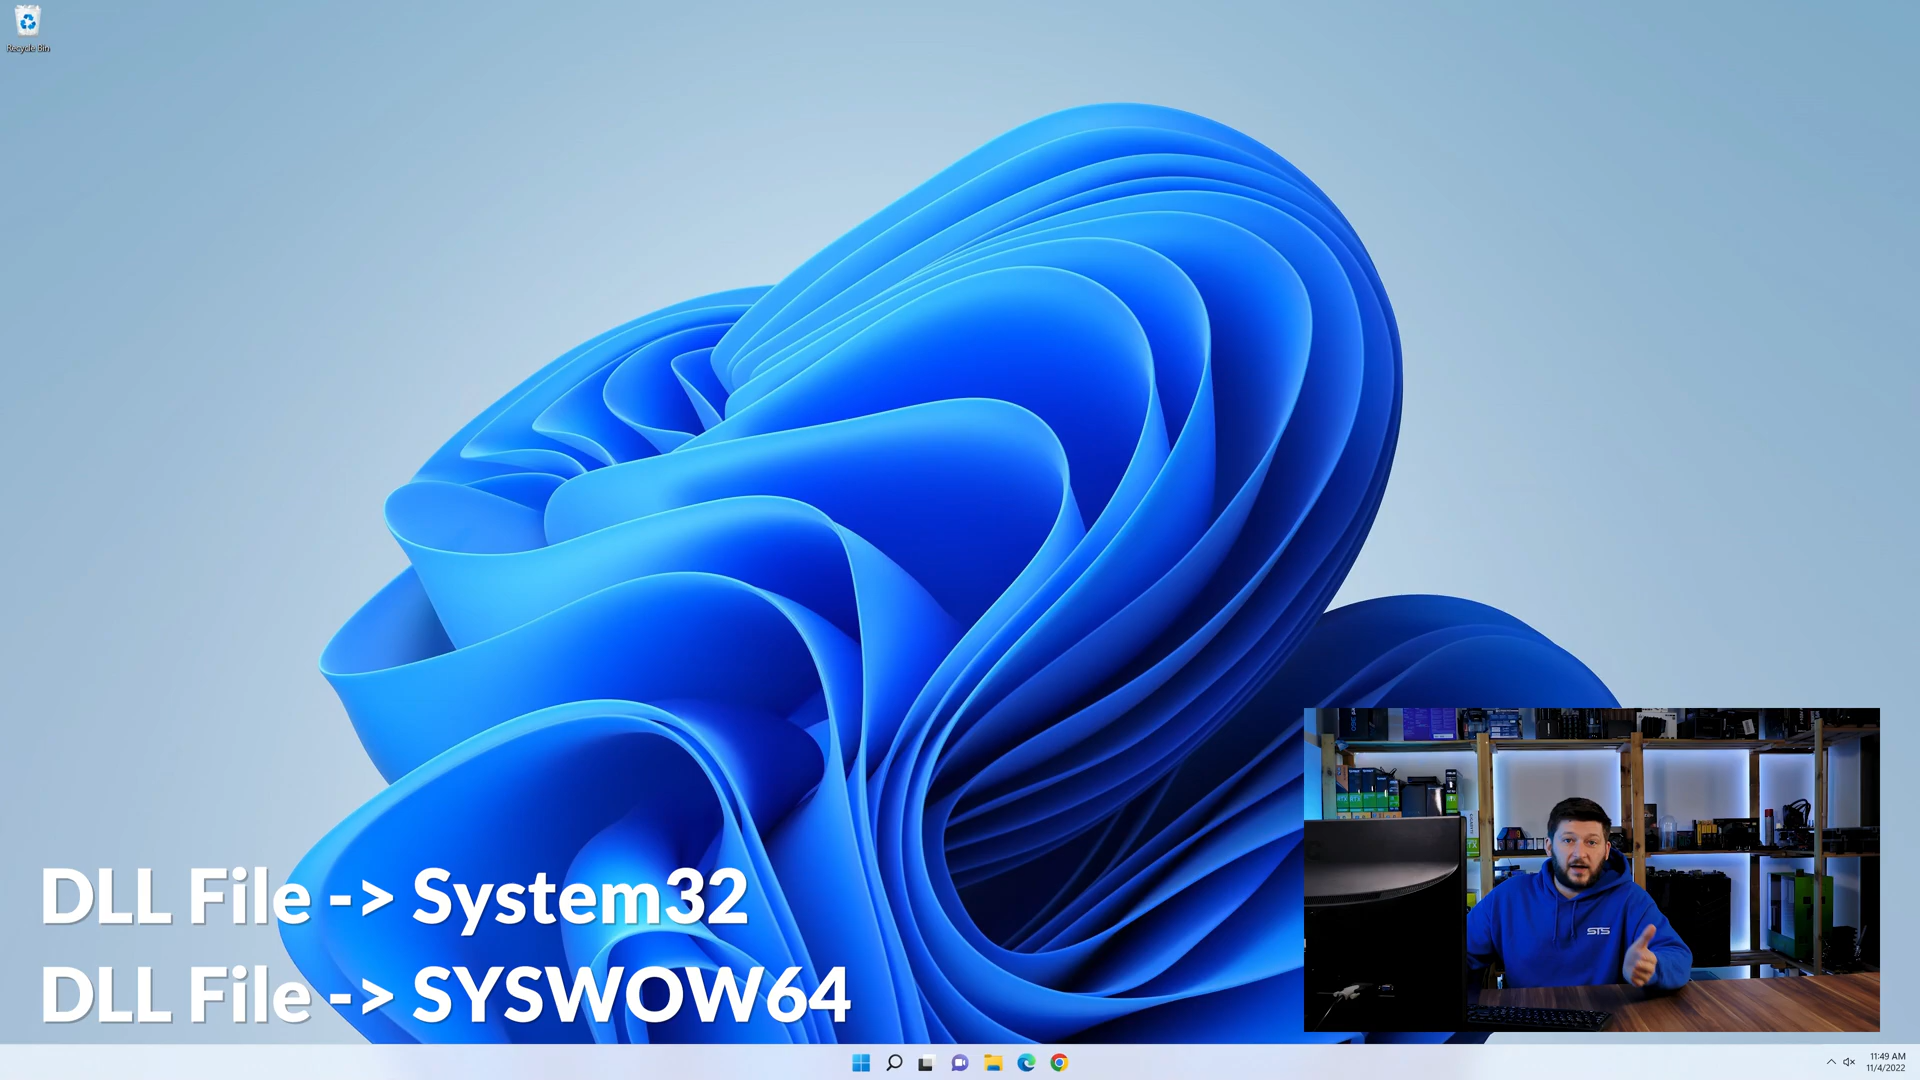 Recycle Bin
DLL File -> System32
DLL File -> SYSWOW64
STS
11:49 AM
11/4/2022